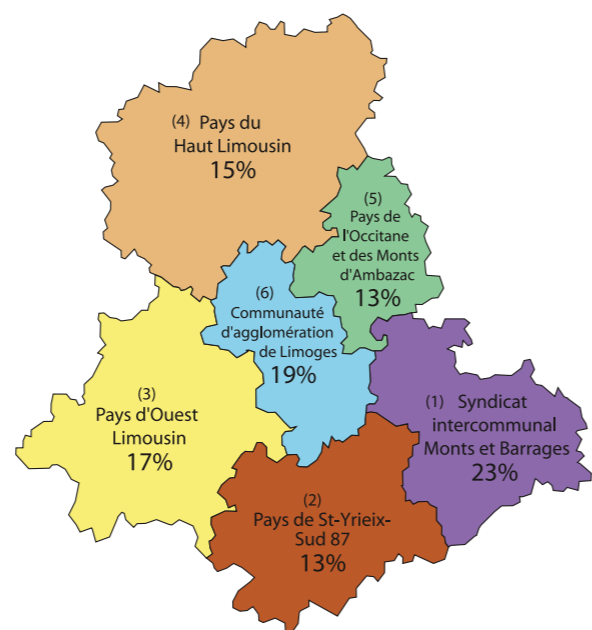 (4) Pays du
Haut Limousin
15%
(5)
Pays de
l'Occitane
et des Monts
d'Ambazac
13%
(6)
Communauté
d'agglomération
de Limoges
19%
(3)
Pays d'Ouest
Limousin
17%
(1) Syndicat
intercommunal
Monts et Barrages
23%
(2)
Pays de St-Yrieix-
Sud 87
13%